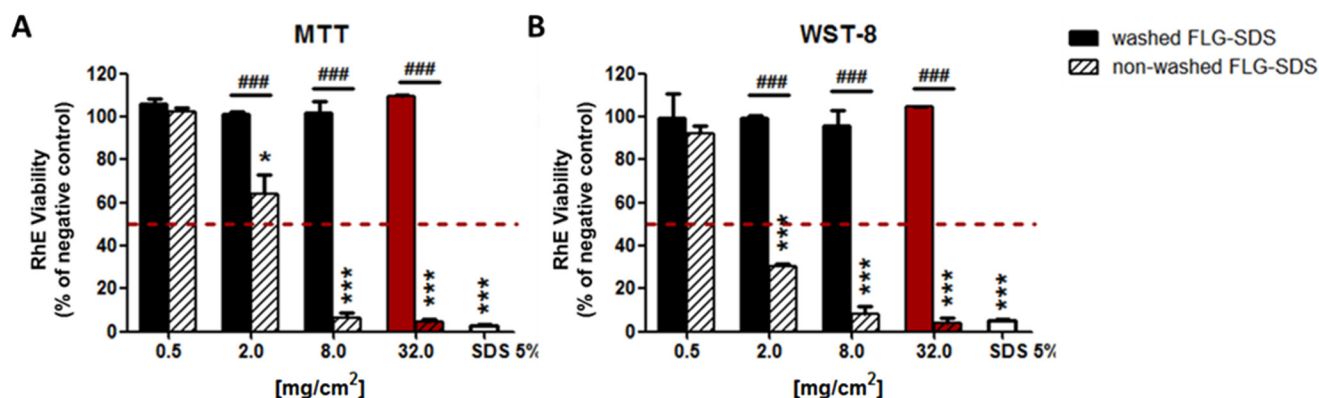 A
MTT
RhE Viability
(% of negative control)
120
100
80
60
40
20
0
###
###
###
*
***
***
***
0.5 2.0 8.0 32.0 SDS 5%
[mg/cm²]
B
WST-8
RhE Viability
(% of negative control)
120
100
80
60
40
20
0
###
###
###
***
***
***
***
0.5 2.0 8.0 32.0 SDS 5%
[mg/cm²]
washed FLG-SDS
non-washed FLG-SDS